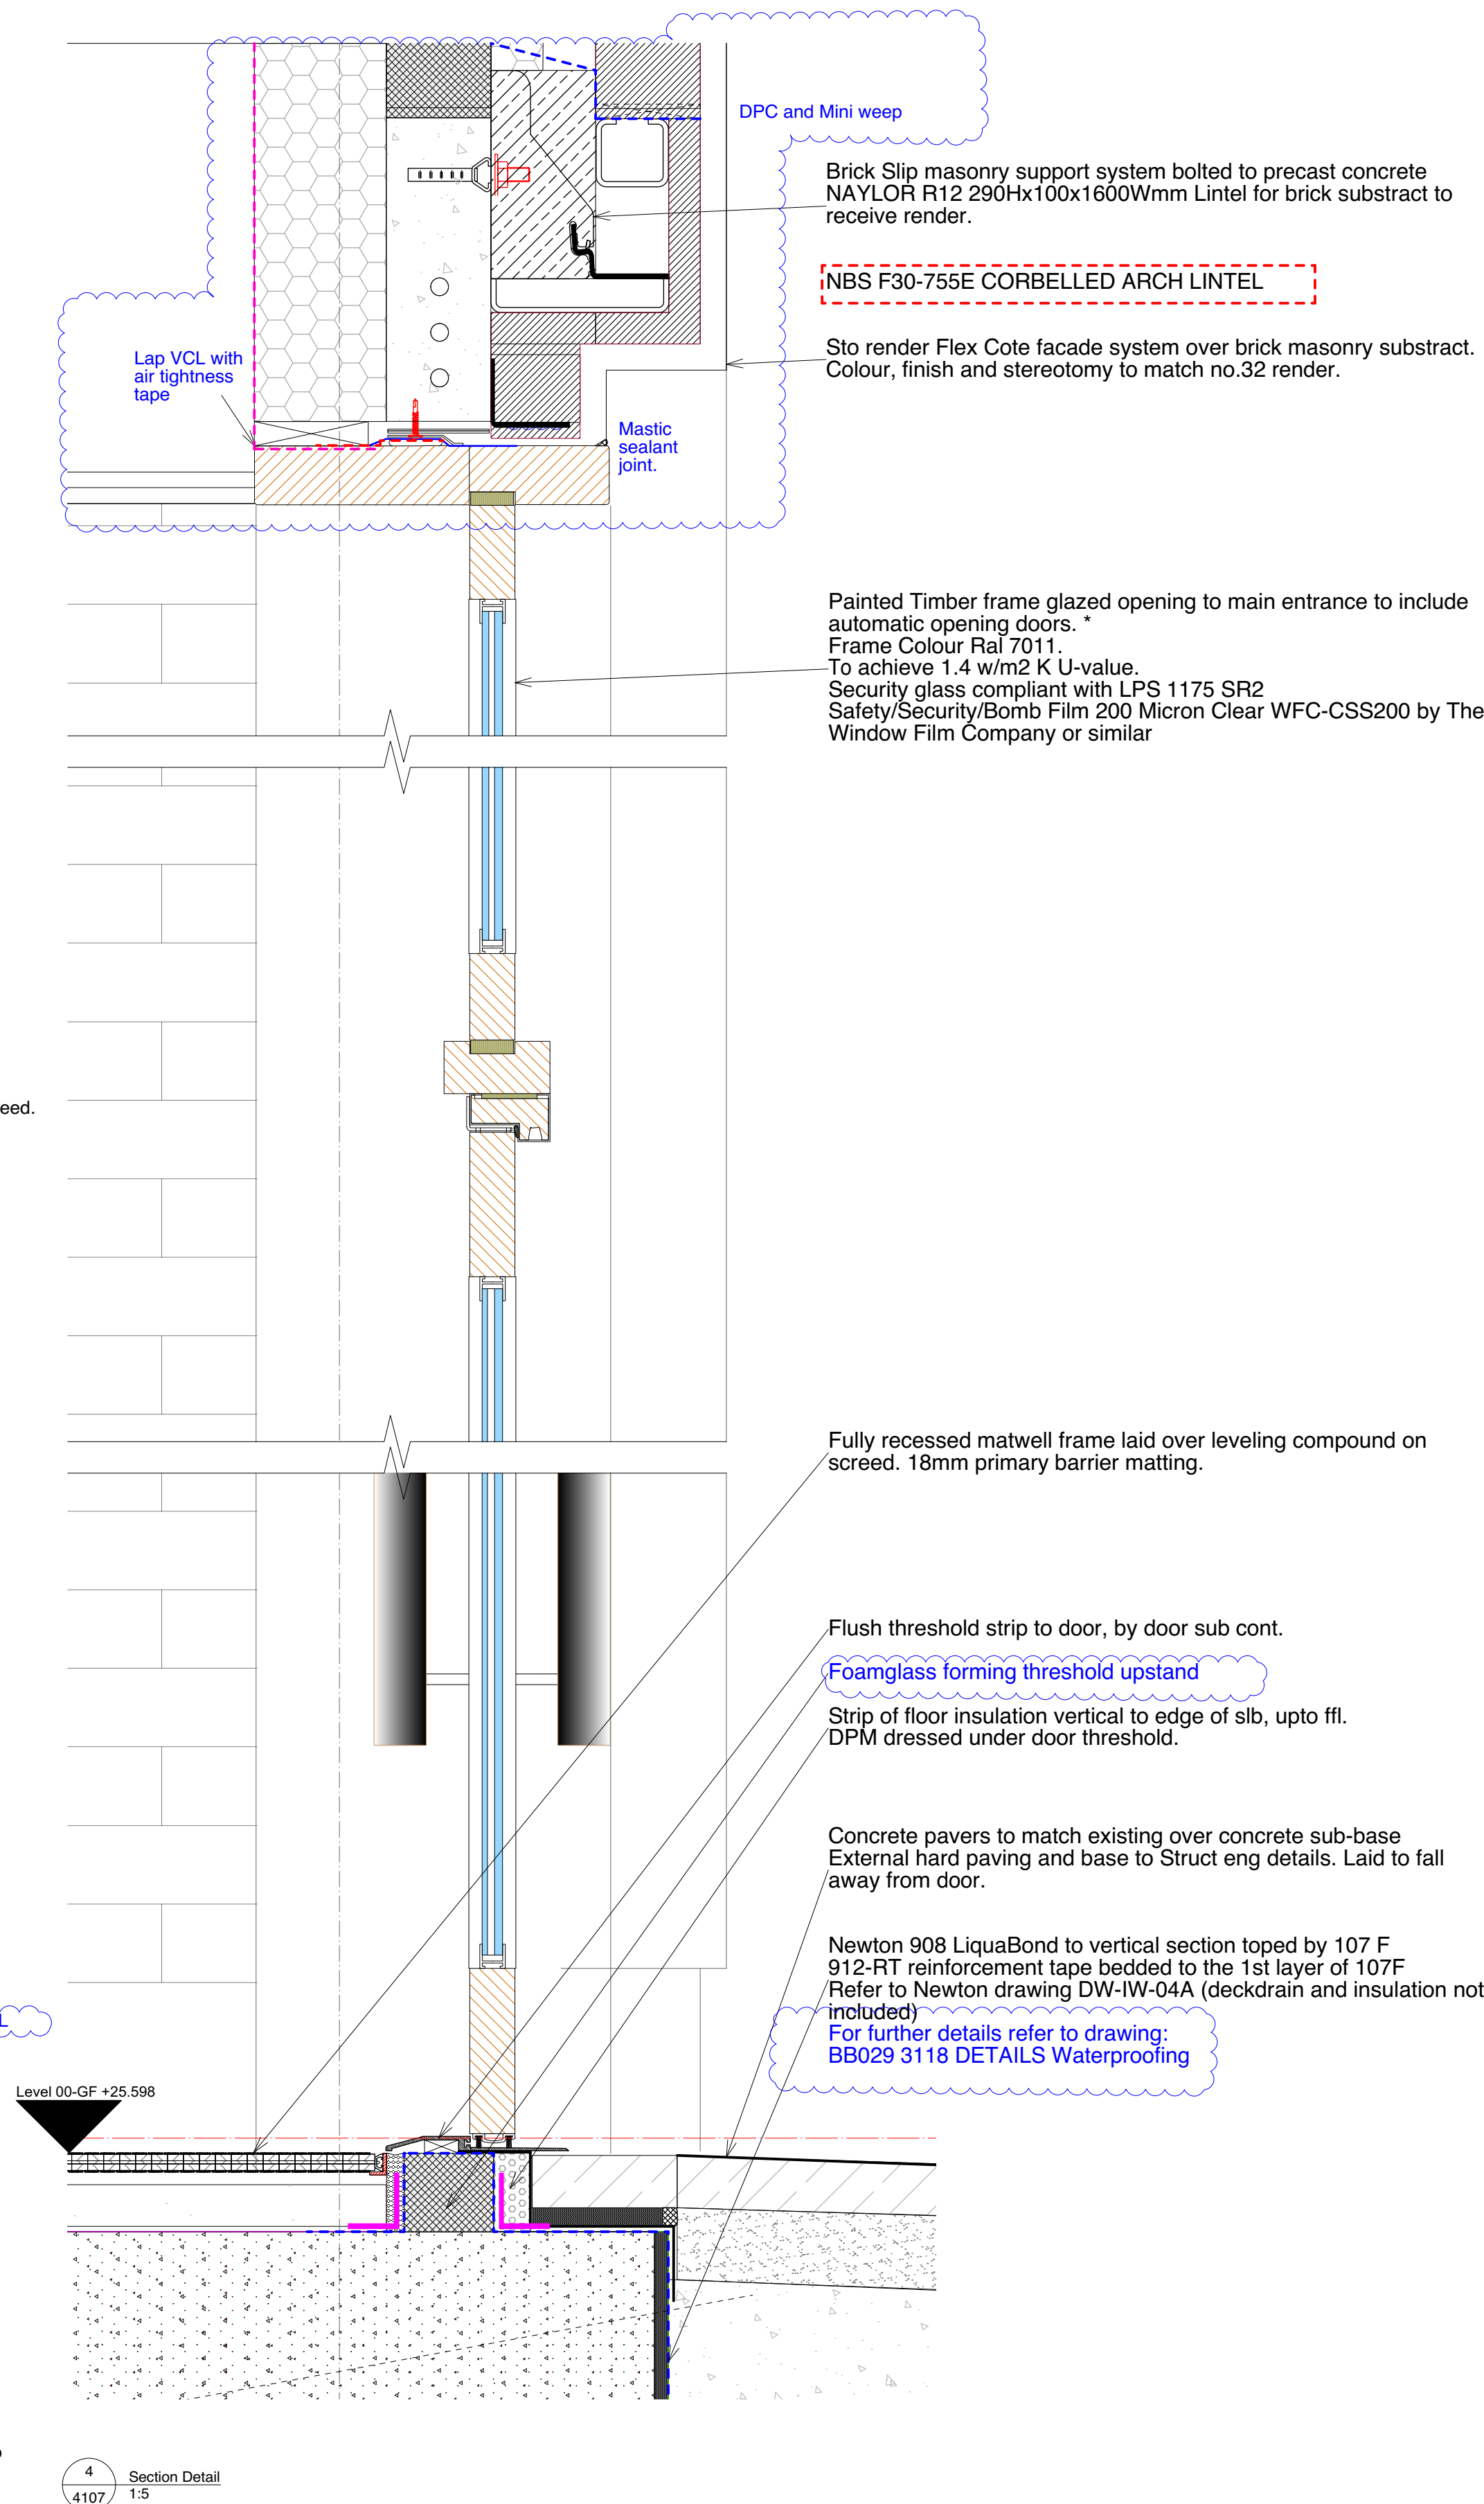 DPC and Mini weep
Brick Slip masonry support system bolted to precast concrete
NAYLOR R12 290Hx100x1600Wmm Lintel for brick substract to
receive render.
NBS F30-755E CORBELLED ARCH LINTEL
Sto render Flex Cote facade system over brick masonry substract.
Colour, finish and stereotomy to match no.32 render.
Lap VCL with
air tightness
tape
Mastic
sealant
joint.
Painted Timber frame glazed opening to main entrance to include
automatic opening doors. *
Frame Colour Ral 7011.
To achieve 1.4 w/m2 K U-value.
Security glass compliant with LPS 1175 SR2
Safety/Security/Bomb Film 200 Micron Clear WFC-CSS200 by The
Window Film Company or similar
eed.
Fully recessed matwell frame laid over leveling compound on
screed. 18mm primary barrier matting.
Flush threshold strip to door, by door sub cont.
Foamglass forming threshold upstand
Strip of floor insulation vertical to edge of slb, upto ffl.
DPM dressed under door threshold.
Concrete pavers to match existing over concrete sub-base
External hard paving and base to Struct eng details. Laid to fall
away from door.
Newton 908 LiquaBond to vertical section toped by 107 F
912-RT reinforcement tape bedded to the 1st layer of 107F
Refer to Newton drawing DW-IW-04A (deckdrain and insulation not
included)
For further details refer to drawing:
BB029 3118 DETAILS Waterproofing
L
Level 00-GF +25.598
4
4107
Section Detail
1:5